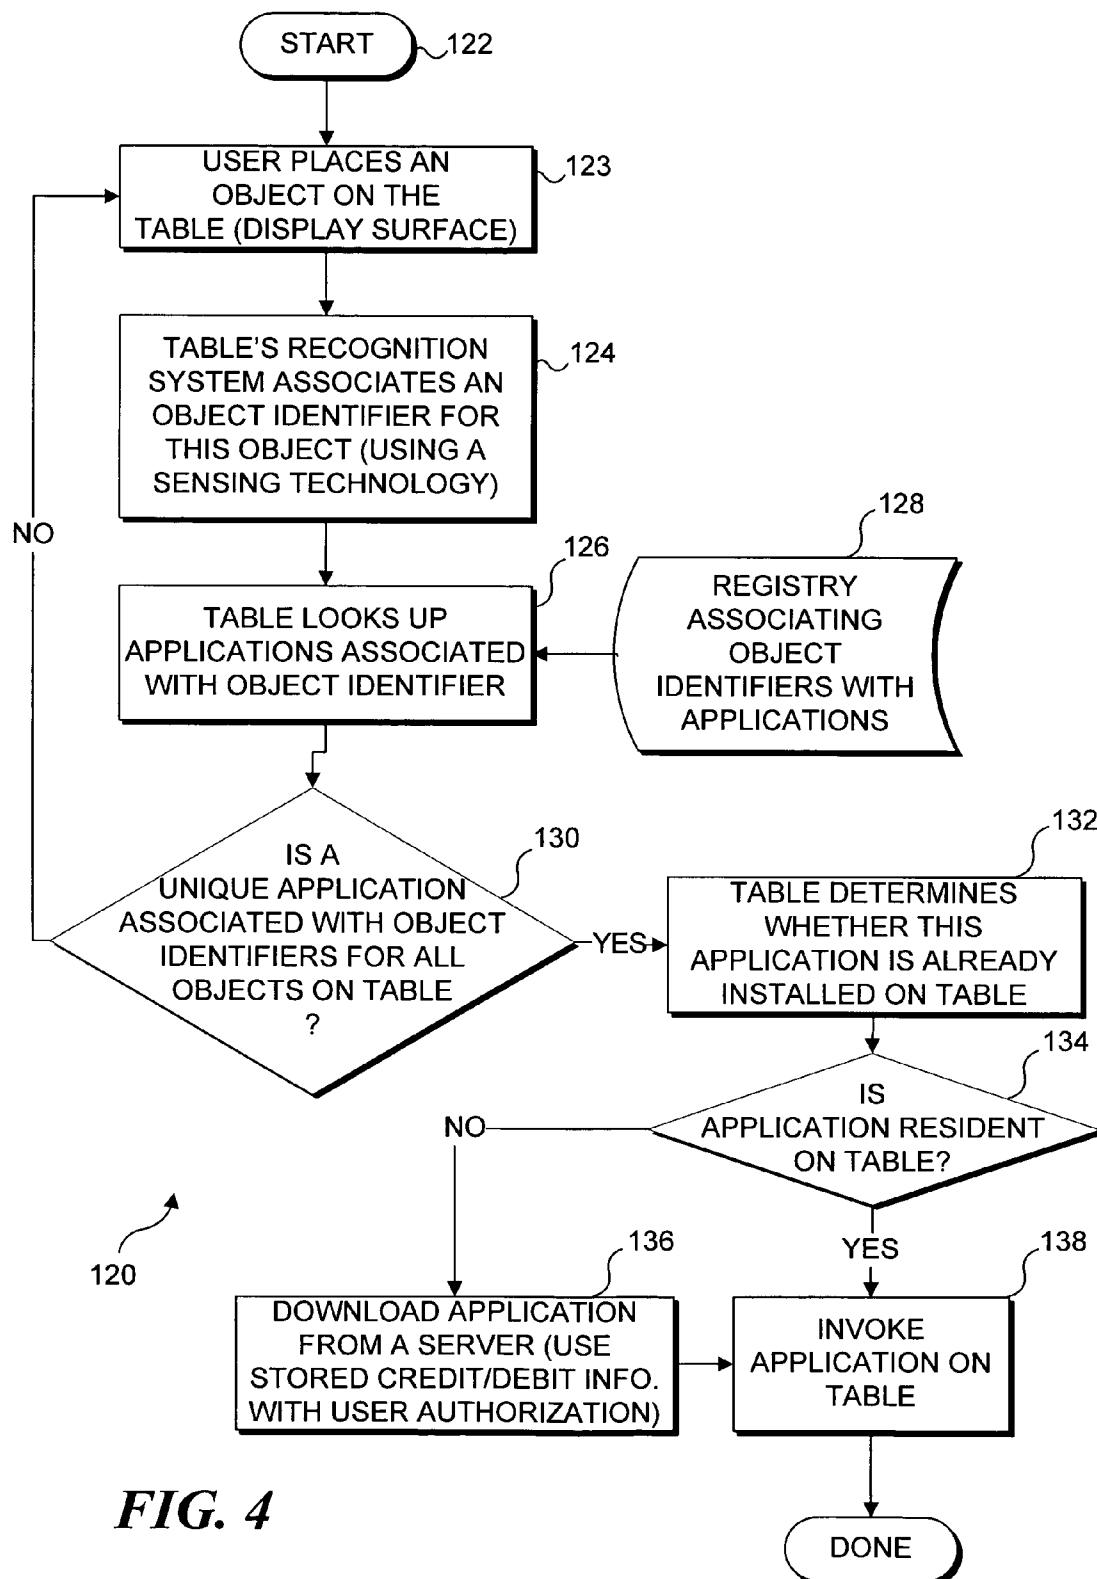 START
122
USER PLACES AN
OBJECT ON THE
TABLE (DISPLAY SURFACE)
123
TABLE'S RECOGNITION
SYSTEM ASSOCIATES AN
OBJECT IDENTIFIER FOR
THIS OBJECT (USING A
SENSING TECHNOLOGY)
124
NO
TABLE LOOKS UP
APPLICATIONS ASSOCIATED
WITH OBJECT IDENTIFIER
126
REGISTRY
ASSOCIATING
OBJECT
IDENTIFIERS WITH
APPLICATIONS
128
IS A
UNIQUE APPLICATION
ASSOCIATED WITH OBJECT
IDENTIFIERS FOR ALL
OBJECTS ON TABLE
?
130
YES
TABLE DETERMINES
WHETHER THIS
APPLICATION IS ALREADY
INSTALLED ON TABLE
132
IS
APPLICATION RESIDENT
ON TABLE?
134
NO
YES
120
DOWNLOAD APPLICATION
FROM A SERVER (USE
STORED CREDIT/DEBIT INFO.
WITH USER AUTHORIZATION)
136
INVOKE
APPLICATION ON
TABLE
138
DONE
FIG. 4